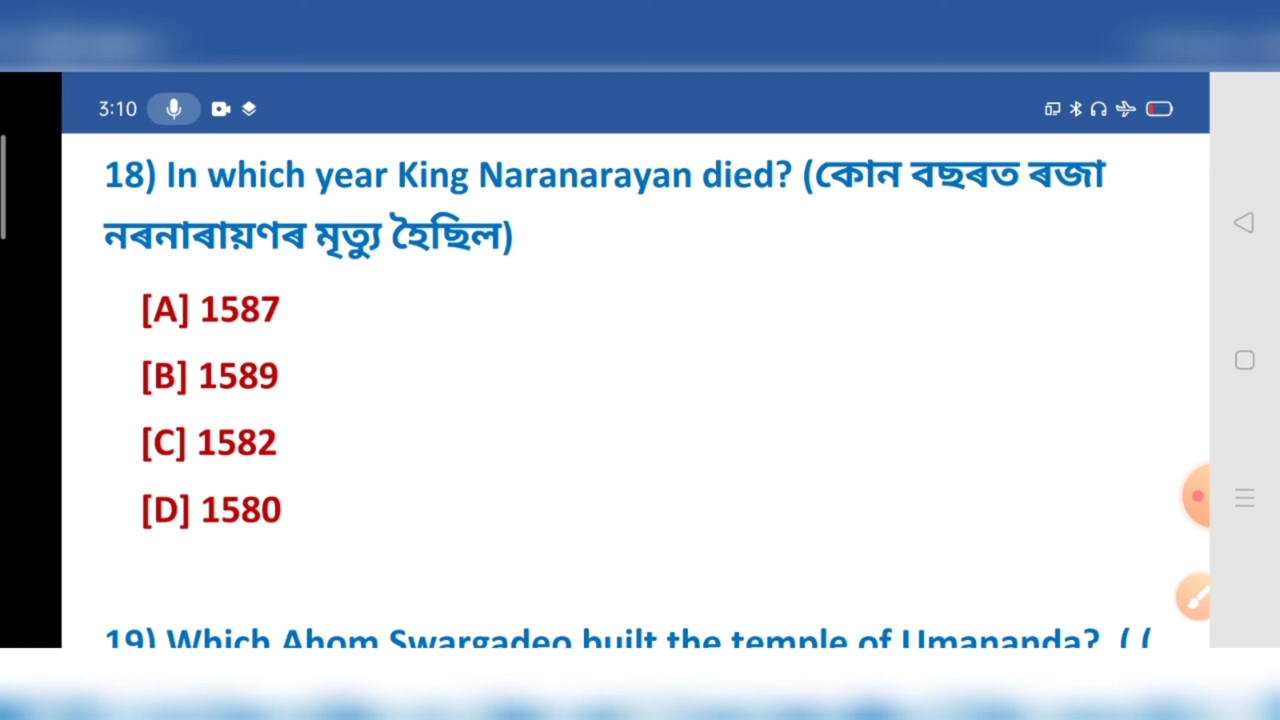 3:10
18) In which year King Naranarayan died? (কোন বছৰত ৰজা
নৰনাৰায়ণৰ মৃত্যু হৈছিল)
[A] 1587
[B] 1589
[C] 1582
[D] 1580
19) Which Ahom Swargadeo built the temple of Umananda? ( (